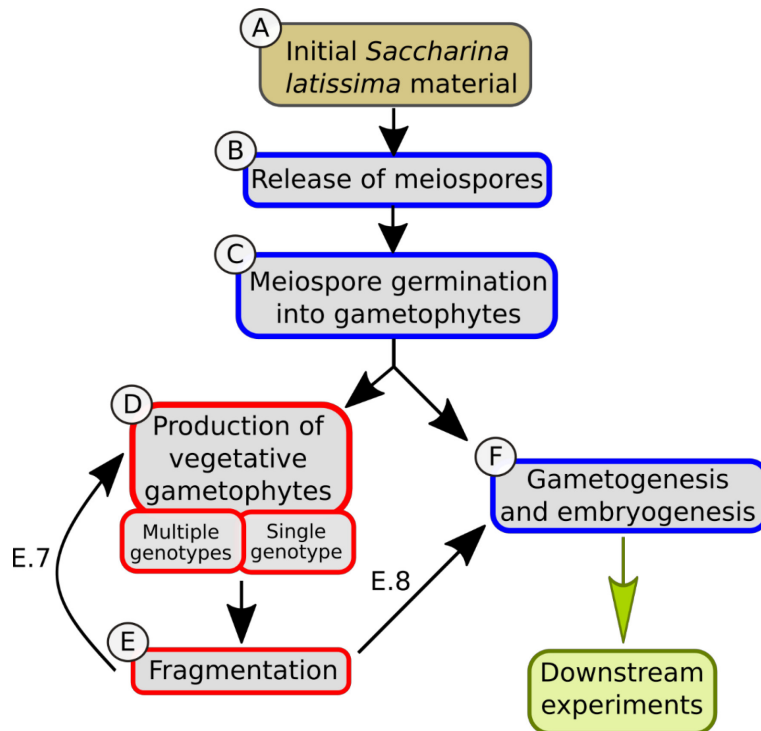 A
Initial Saccharina
latissima material
B
Release of meiospores
C
Meiospore germination
into gametophytes
D
Production of
vegetative
gametophytes
Multiple
genotypes
Single
genotype
F
Gametogenesis
and embryogenesis
E.7
E.8
E
Fragmentation
Downstream
experiments